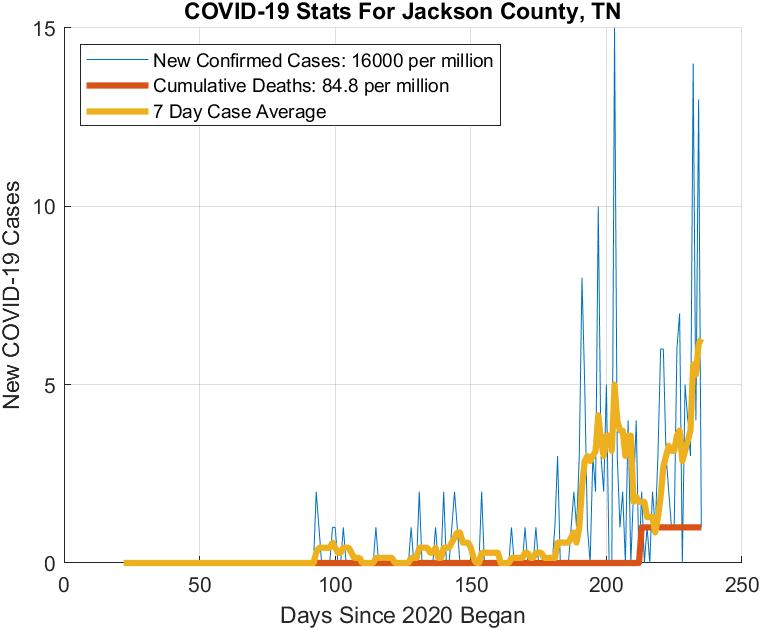 COVID-19 Stats For Jackson County, TN
New Confirmed Cases: 16000 per million
Cumulative Deaths: 84.8 per million
7 Day Case Average
15
10
5
0
New COVID-19 Cases
0 50 100 150 200 250
Days Since 2020 Began